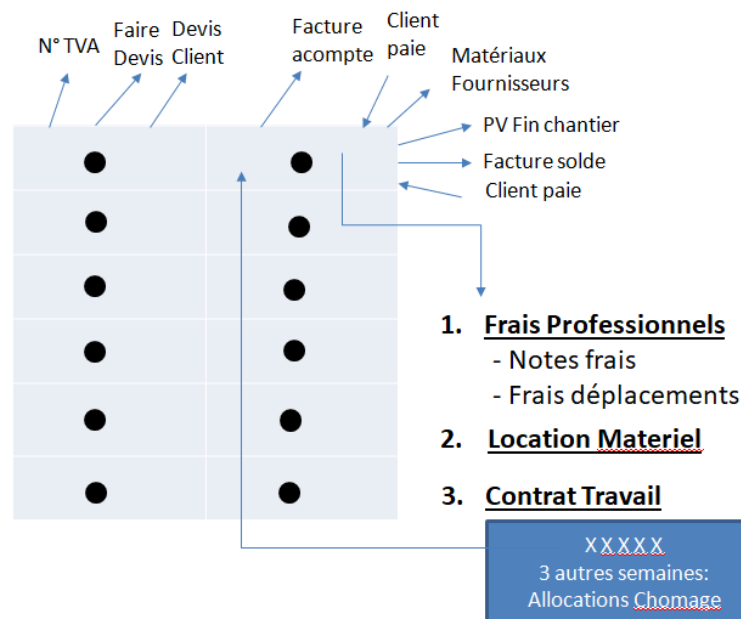 N° TVA
Faire
Devis
Devis
Client
Facture
acompte
Client
paie
Matériaux
Fournisseurs
PV Fin chantier
Facture solde
Client paie
1. Frais Professionnels
- Notes frais
- Frais déplacements
2. Location Materiel
3. Contrat Travail
X X X X X
3 autres semaines:
Allocations Chomage